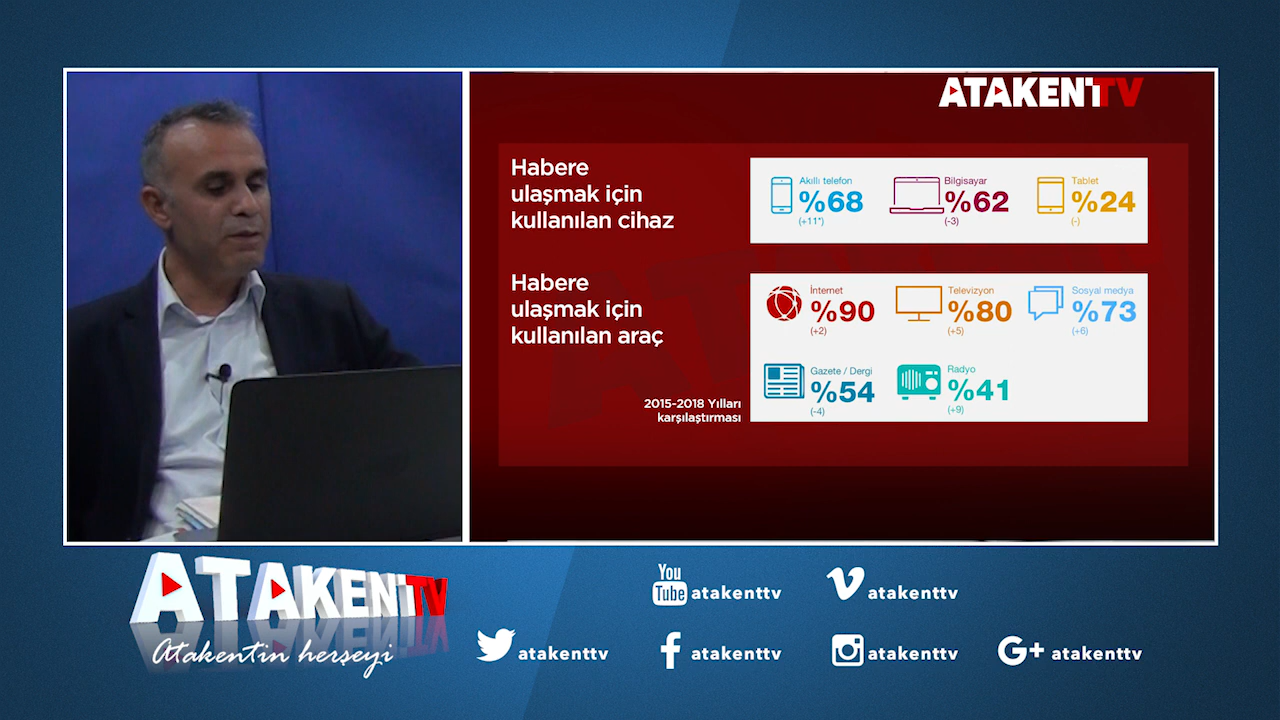 ATAKENTTV
Habere
ulaşmak için
kullanılan cihaz
Akıllı telefon
%68
(+11*)
Bilgisayar
%62
(-3)
Tablet
%24
(-)
Habere
ulaşmak için
kullanılan araç
İnternet
%90
(+2)
Televizyon
%80
(+5)
Sosyal medya
%73
(+6)
Gazete / Dergi
%54
(-4)
Radyo
%41
(+9)
2015-2018 Yılları
karşılaştırması
ATAKENTTV
Atakentin herşeyi
You
Tube
atakenttv
atakenttv
atakenttv
atakenttv
atakenttv
G+ atakenttv